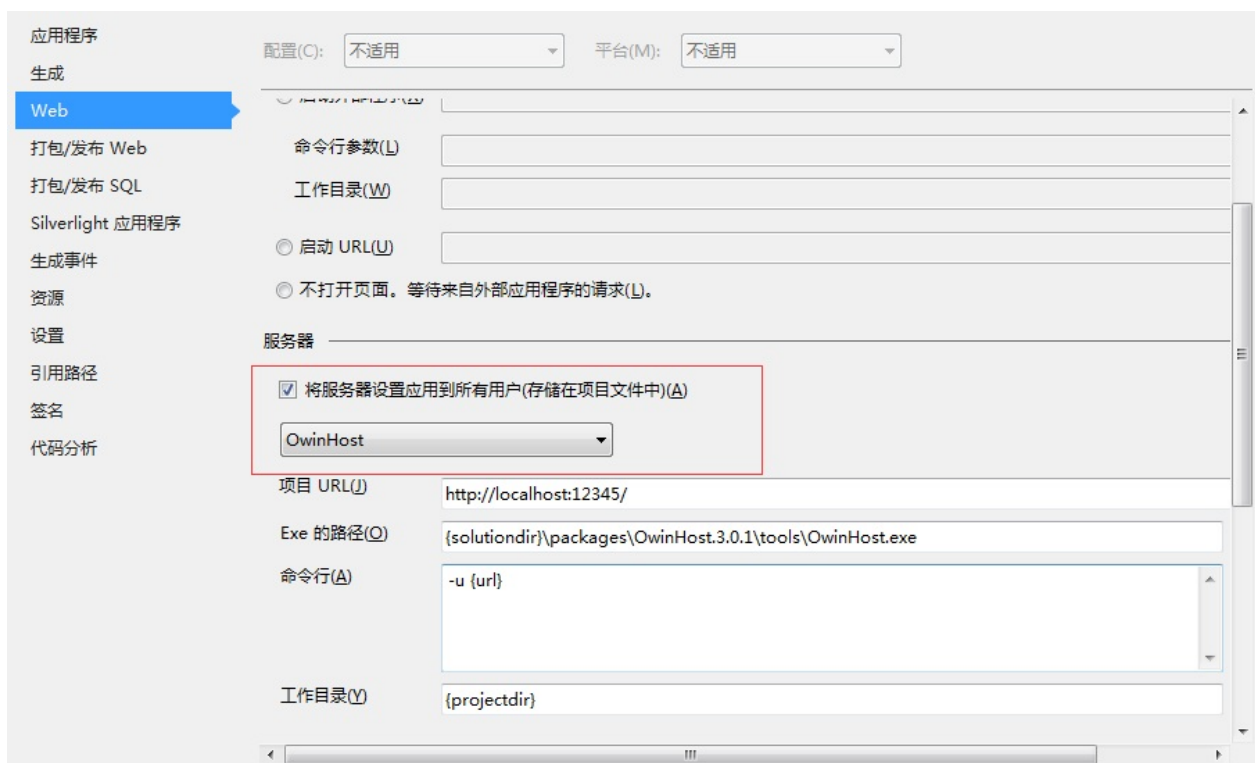 应用程序
生成
Web
打包/发布 Web
打包/发布 SQL
Silverlight 应用程序
生成事件
资源
设置
引用路径
签名
代码分析
配置(C): 不适用 平台(M): 不适用
启动外部程序(X)
命令行参数(L)
工作目录(W)
启动 URL(U)
不打开页面。等待来自外部应用程序的请求(L)。
服务器
将服务器设置应用到所有用户(存储在项目文件中)(A)
OwinHost
项目 URL(J) http://localhost:12345/
Exe 的路径(O) {solutiondir}\packages\OwinHost.3.0.1\tools\OwinHost.exe
命令行(A) -u {url}
工作目录(Y) {projectdir}